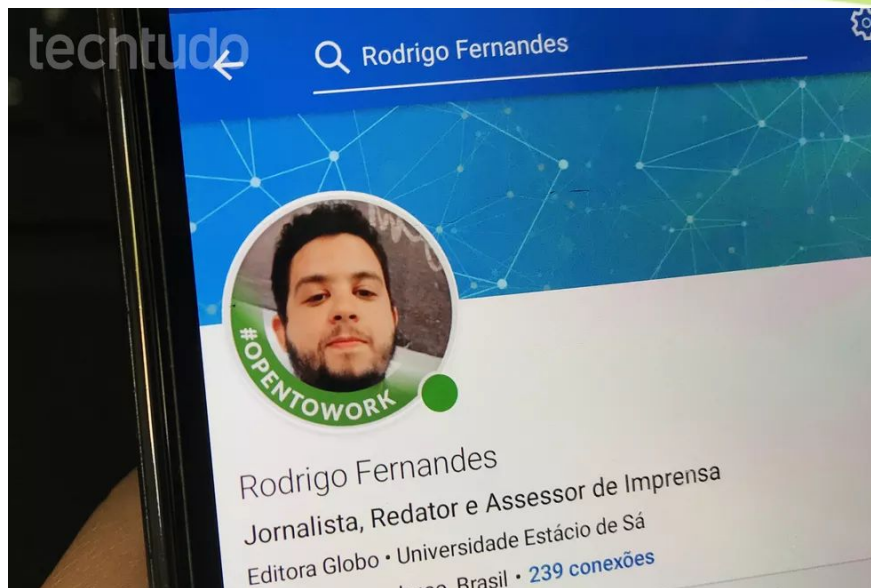 techtudo
Rodrigo Fernandes
#OPENTOWORK
Rodrigo Fernandes
Jornalista, Redator e Assessor de Imprensa
Editora Globo • Universidade Estácio de Sá
Brasil • 239 conexões